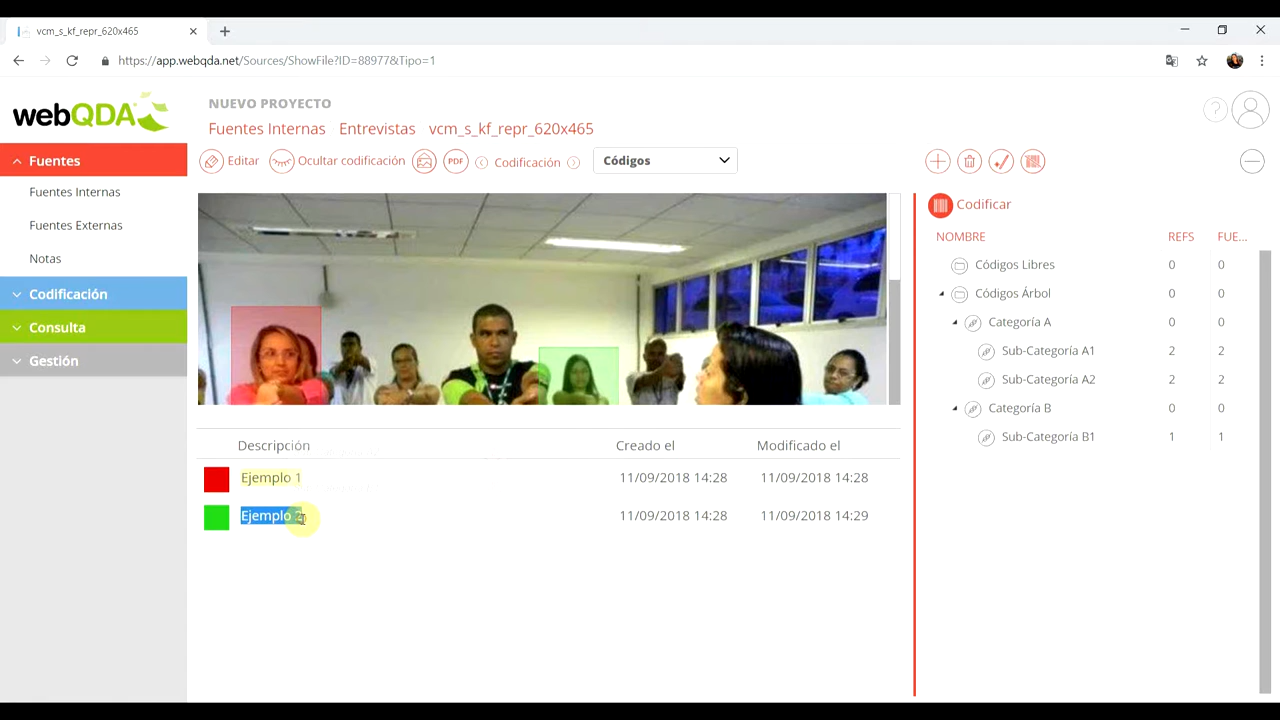 vcm_s_kf_repr_620x465
https://app.webqda.net/Sources/ShowFile?ID=88977&Tipo=1
webQDA
NUEVO PROYECTO
Fuentes Internas Entrevistas vcm_s_kf_repr_620x465
Editar Ocultar codificación PDF Codificación Códigos
Fuentes
Fuentes Internas
Fuentes Externas
Notas
Codificación
Consulta
Gestión
Descripción Creado el Modificado el
Ejemplo 1 11/09/2018 14:28 11/09/2018 14:28
Ejemplo 2 11/09/2018 14:28 11/09/2018 14:29
Codificar
NOMBRE REFS FUE...
Códigos Libres 0 0
Códigos Árbol 0 0
Categoría A 0 0
Sub-Categoría A1 2 2
Sub-Categoría A2 2 2
Categoría B 0 0
Sub-Categoría B1 1 1